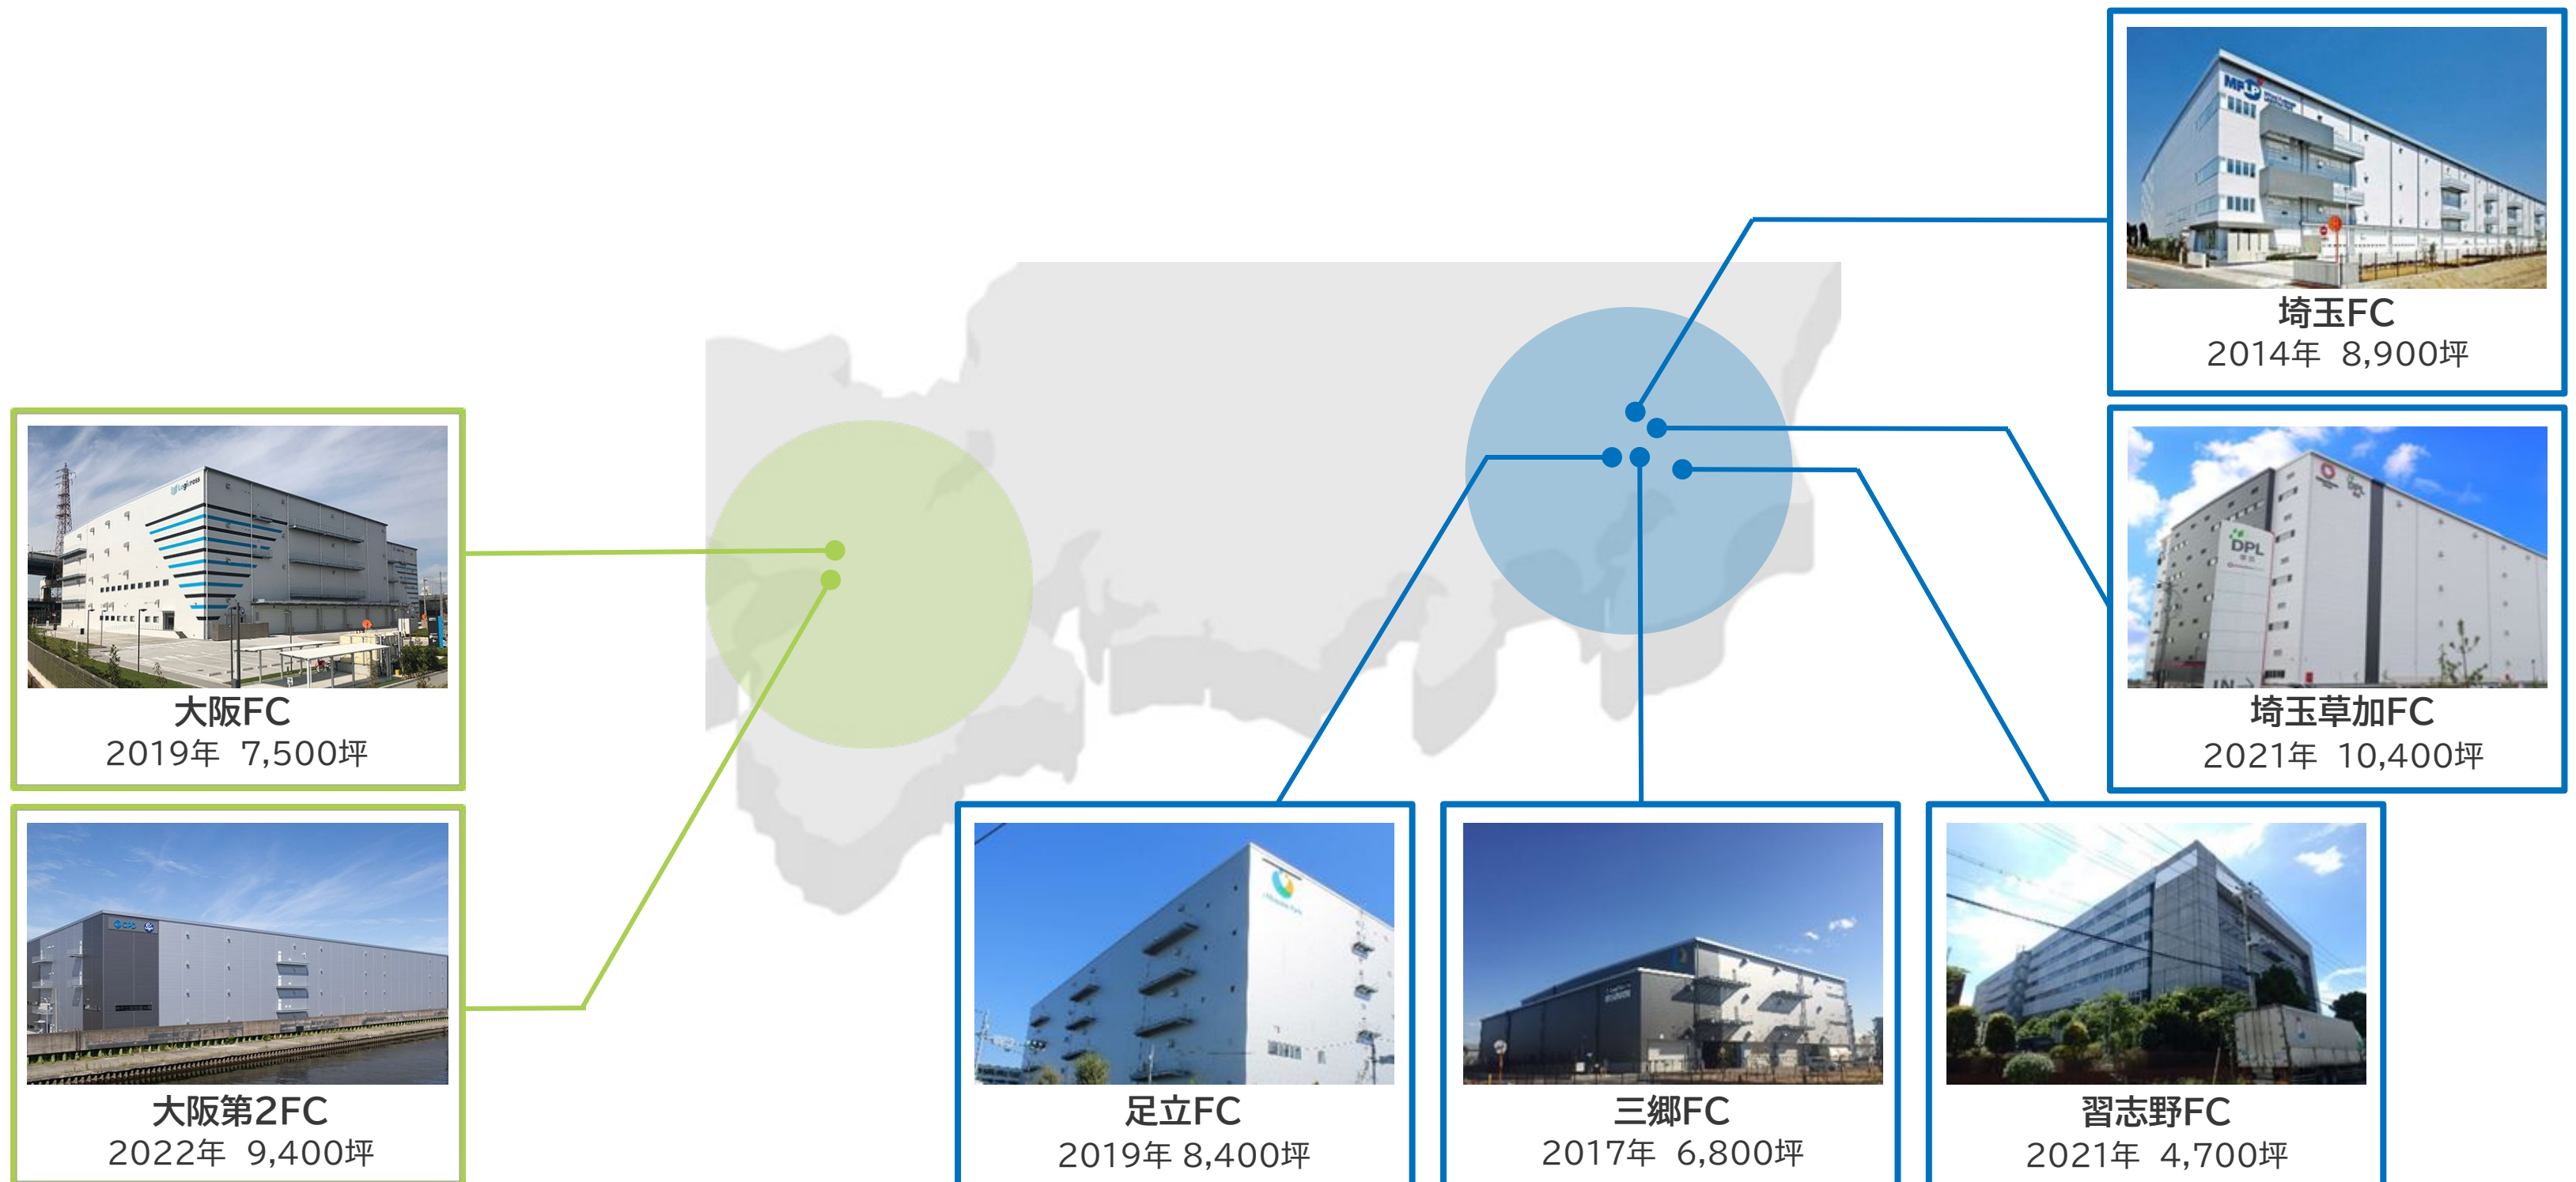 MFLP
埼玉FC
2014年 8,900坪
DPL
DPL
IN
埼玉草加FC
2021年 10,400坪
Logicross
大阪FC
2019年 7,500坪
大阪第2FC
2022年 9,400坪
足立FC
2019年 8,400坪
三郷FC
2017年 6,800坪
習志野FC
2021年 4,700坪